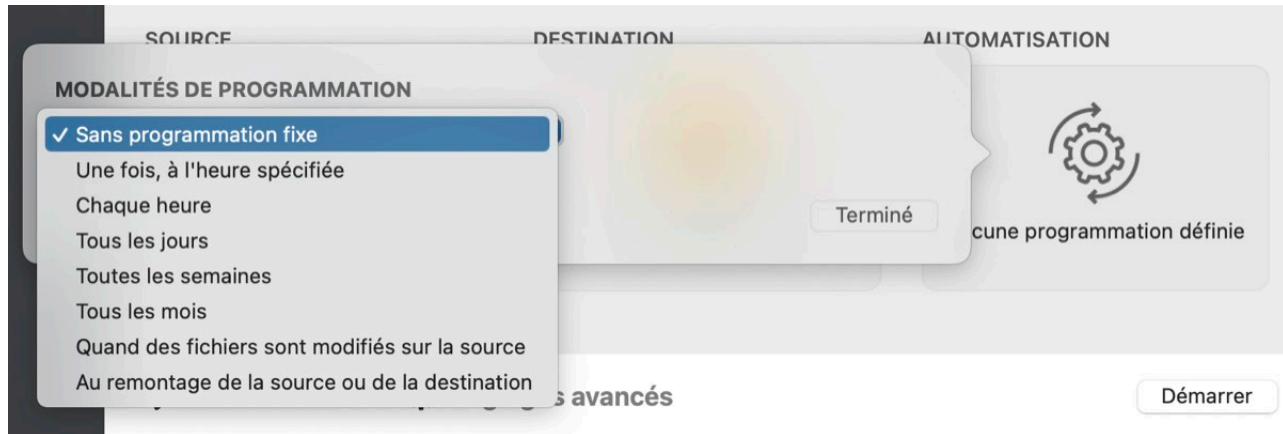 SOURCE
DESTINATION
AUTOMATISATION
MODALITÉS DE PROGRAMMATION
✓ Sans programmation fixe
Une fois, à l'heure spécifiée
Chaque heure
Tous les jours
Toutes les semaines
Tous les mois
Quand des fichiers sont modifiés sur la source
Au remontage de la source ou de la destination
Terminé
programmation définie
avancés
Démarrer